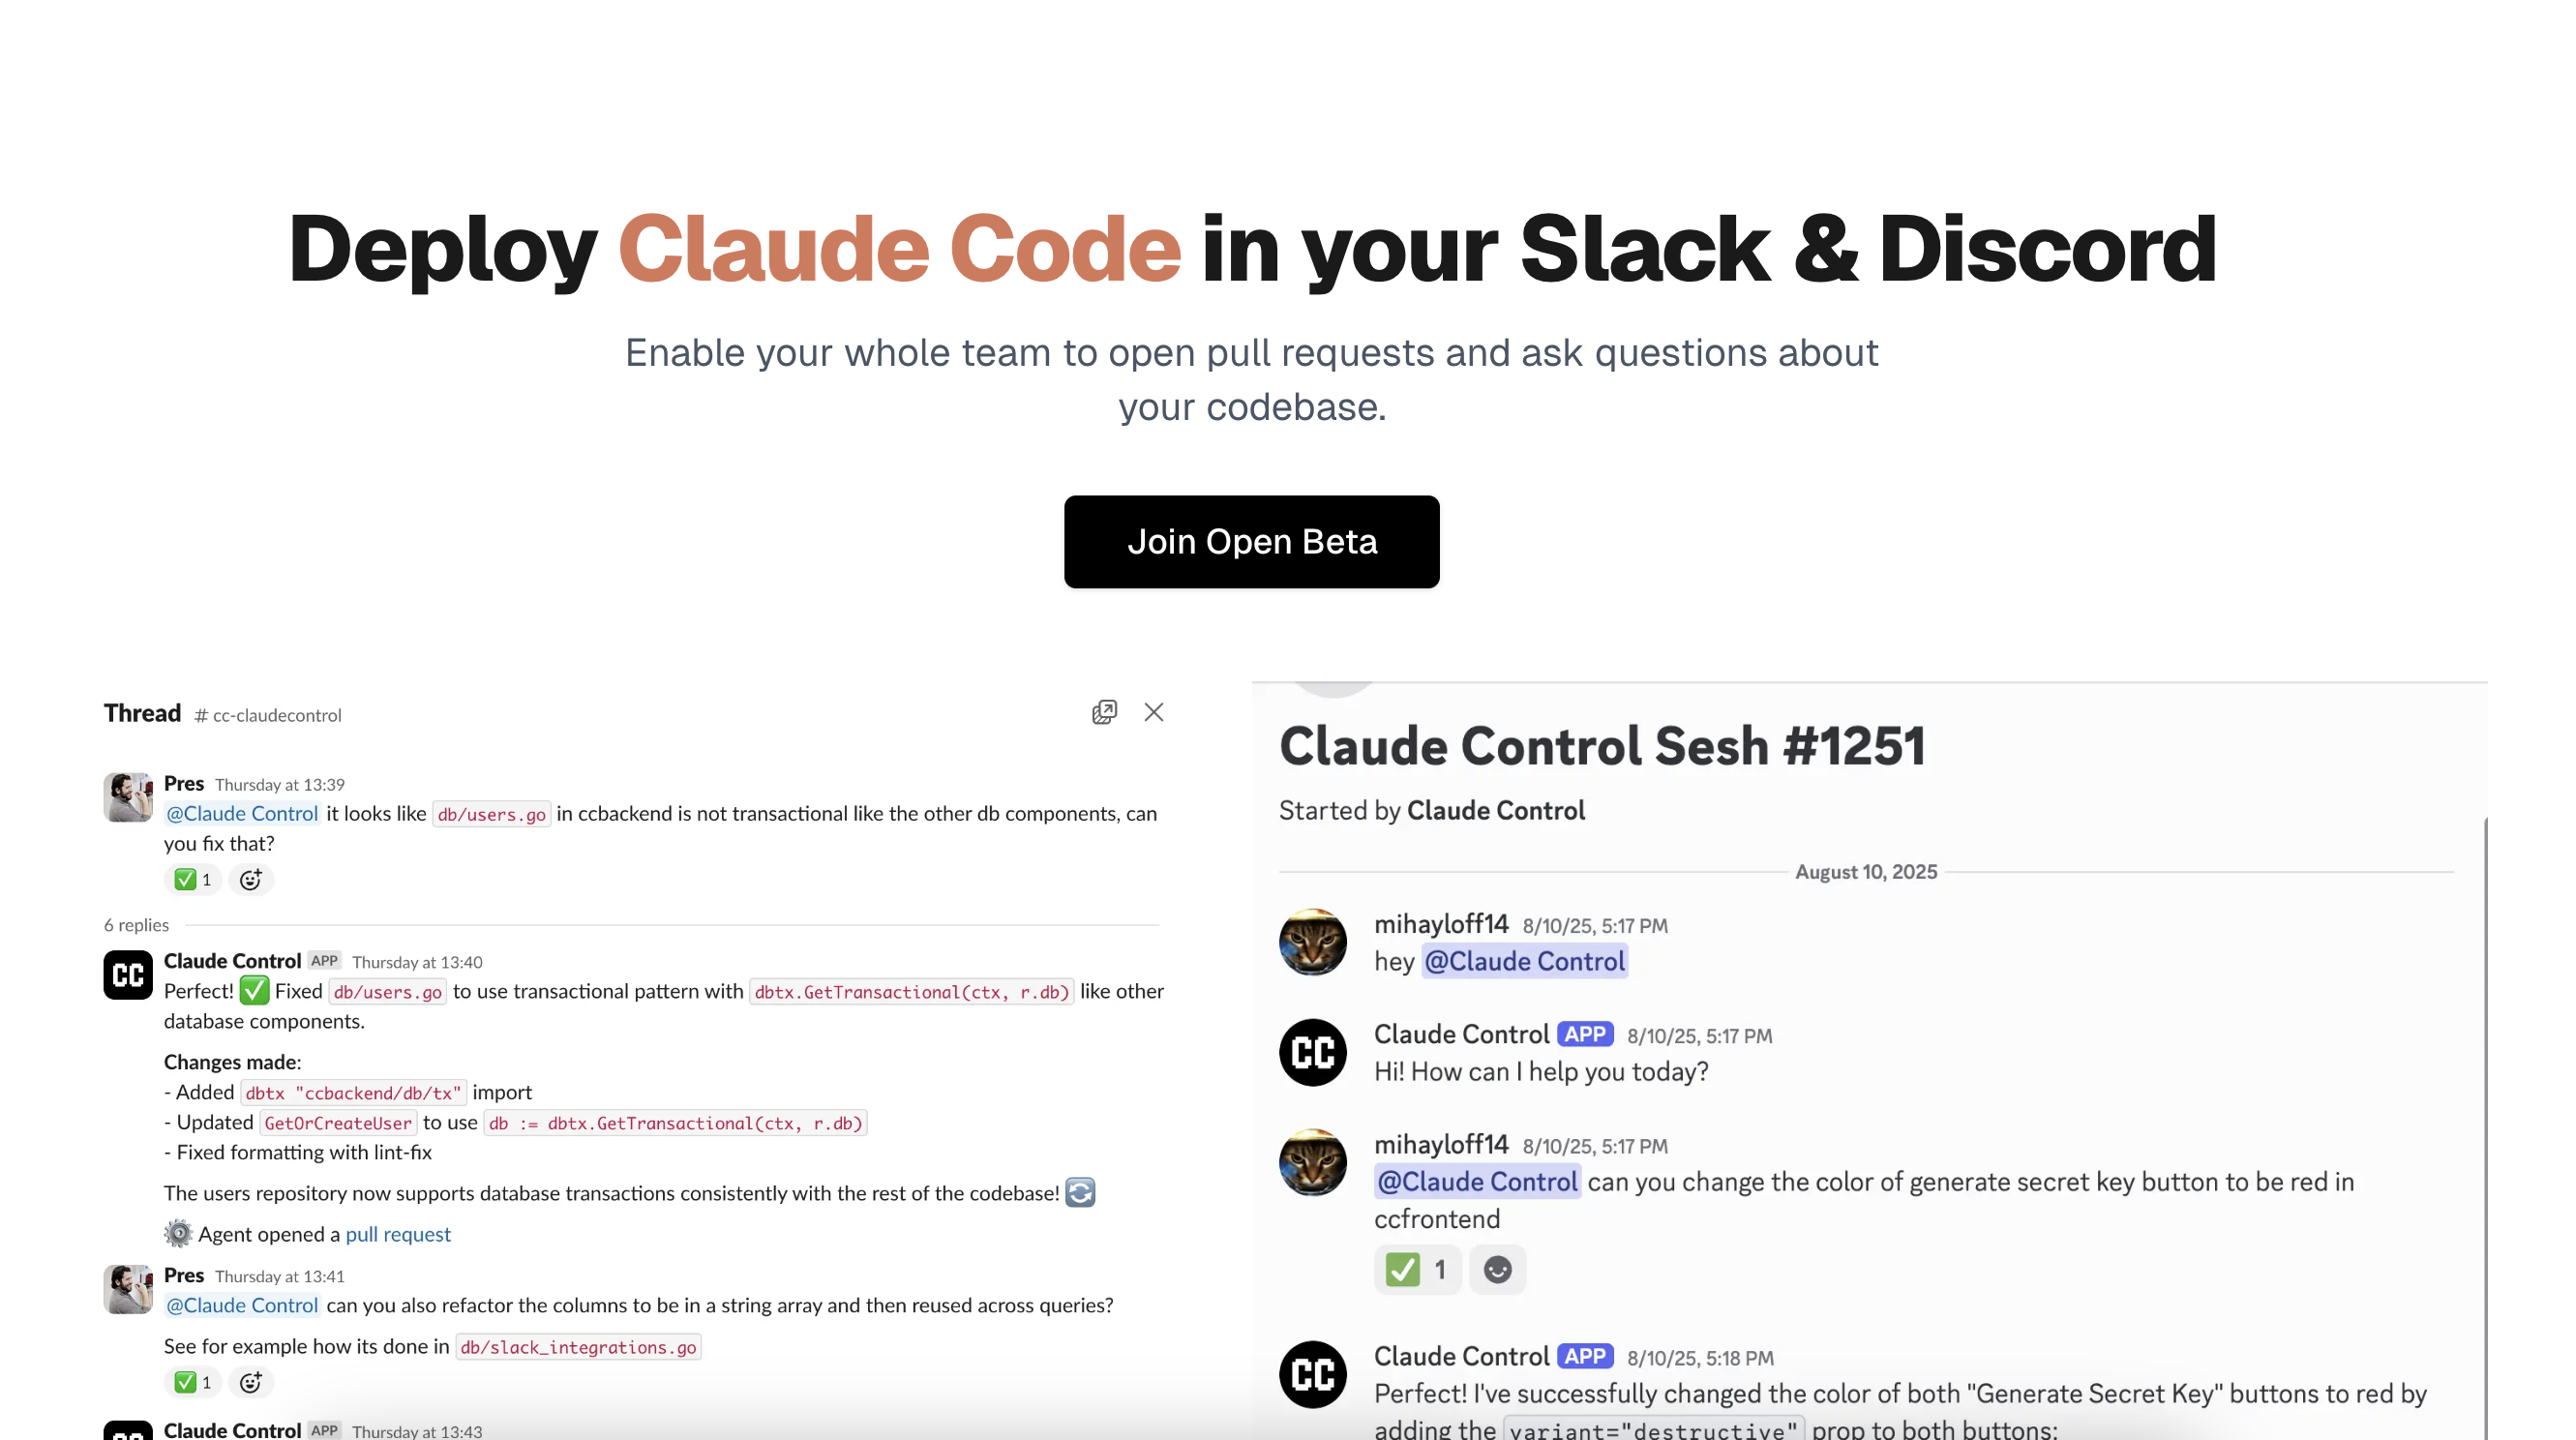 Deploy Claude Code in your Slack & Discord
Enable your whole team to open pull requests and ask questions about
your codebase.
Join Open Beta
Thread # cc-claudecontrol
Pres Thursday at 13:39
@Claude Control it looks like db/users.go in ccbackend is not transactional like the other db components, can
you fix that?
✅ 1
6 replies
CC
Claude Control APP Thursday at 13:40
Perfect! ✅ Fixed db/users.go to use transactional pattern with dbtx.GetTransactional(ctx, r.db) like other
database components.
Changes made:
- Added dbtx "ccbackend/db/tx" import
- Updated GetOrCreateUser to use db := dbtx.GetTransactional(ctx, r.db)
- Fixed formatting with lint-fix
The users repository now supports database transactions consistently with the rest of the codebase! 🔄
⚙️ Agent opened a pull request
Pres Thursday at 13:41
@Claude Control can you also refactor the columns to be in a string array and then reused across queries?
See for example how its done in db/slack_integrations.go
✅ 1
CC
Claude Control APP Thursday at 13:43
Claude Control Sesh #1251
Started by Claude Control
August 10, 2025
mihayloff14 8/10/25, 5:17 PM
hey @Claude Control
CC
Claude Control APP 8/10/25, 5:17 PM
Hi! How can I help you today?
mihayloff14 8/10/25, 5:17 PM
@Claude Control can you change the color of generate secret key button to be red in
ccfrontend
✅ 1
CC
Claude Control APP 8/10/25, 5:18 PM
Perfect! I've successfully changed the color of both "Generate Secret Key" buttons to red by
adding the variant="destructive" prop to both buttons: